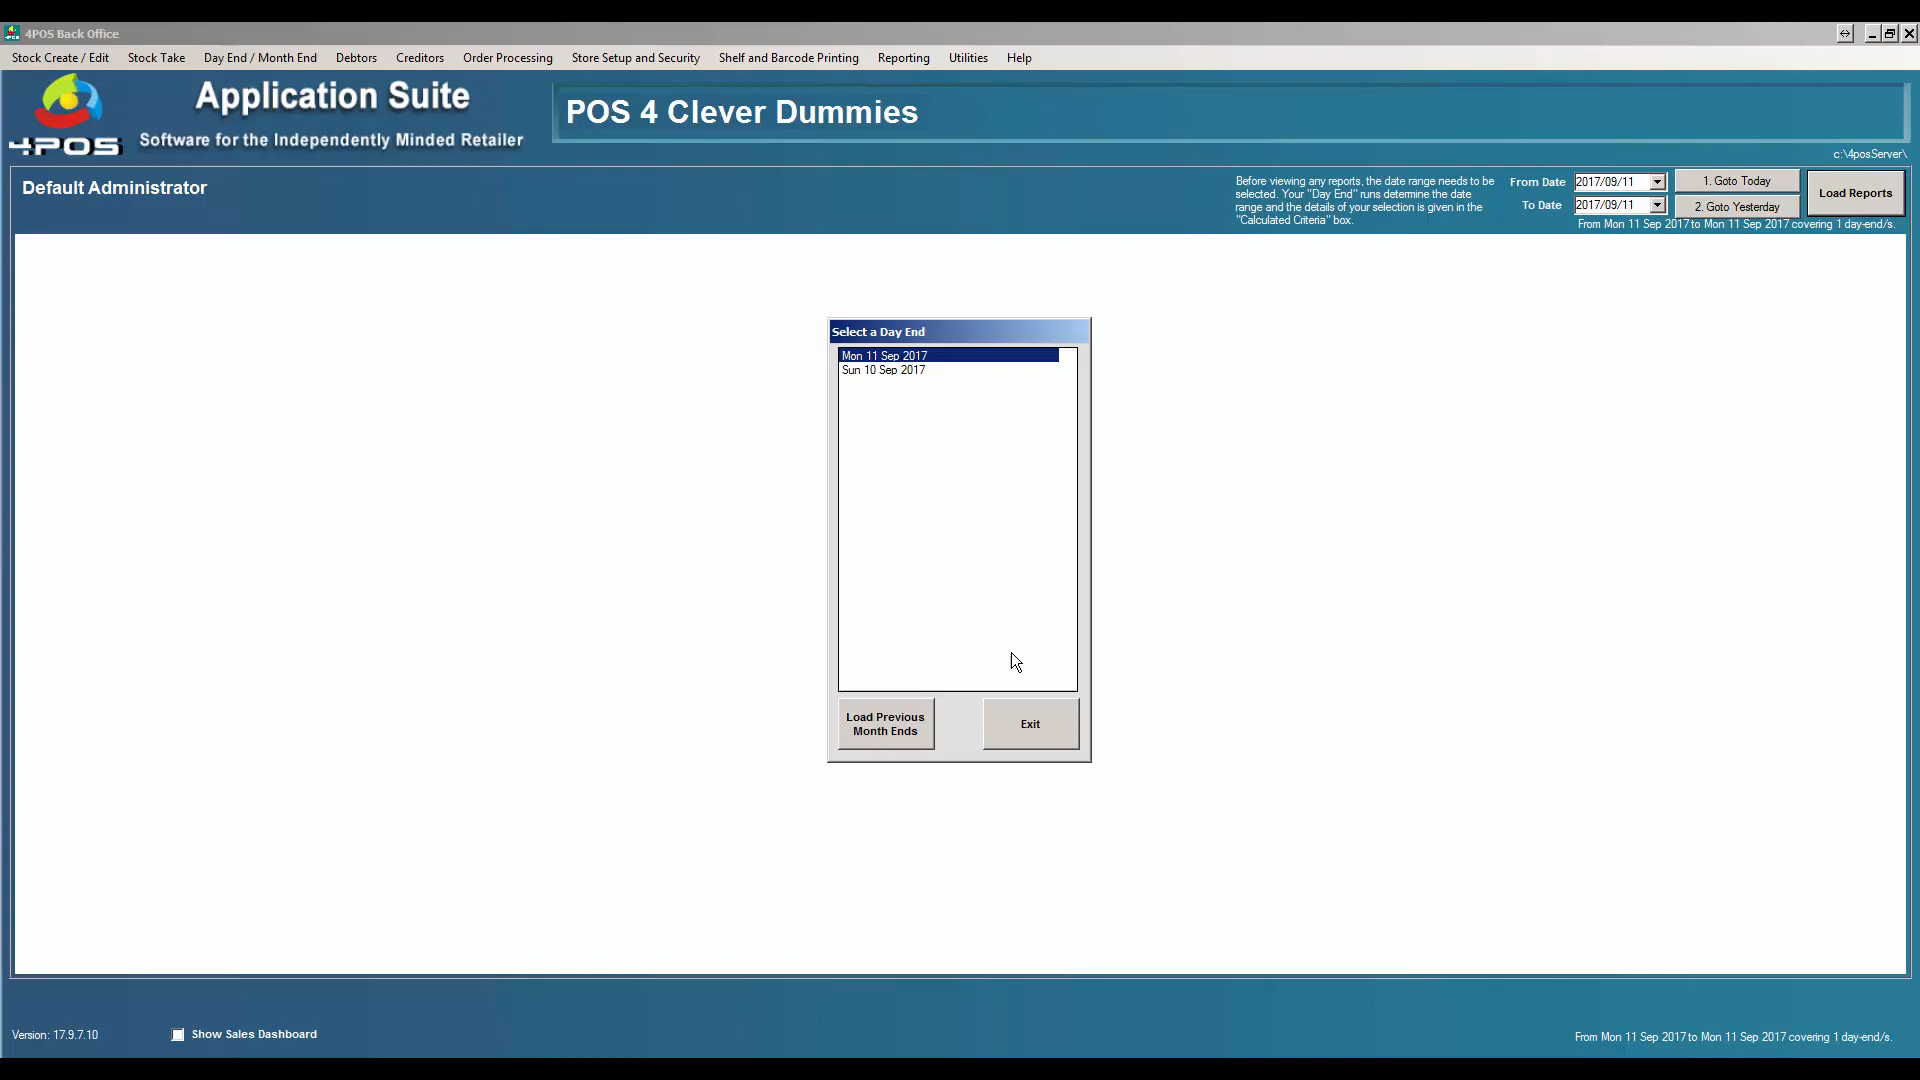 4POS Back Office
Stock Create / Edit Stock Take Day End / Month End Debtors Creditors Order Processing Store Setup and Security Shelf and Barcode Printing Reporting Utilities Help
4POS
Application Suite
Software for the Independently Minded Retailer
POS 4 Clever Dummies
c:\4posServer\
Default Administrator
Before viewing any reports, the date range needs to be
selected. Your "Day End" runs determine the date
range and the details of your selection is given in the
"Calculated Criteria" box.
From Date 2017/09/11
To Date 2017/09/11
1. Goto Today
2. Goto Yesterday
Load Reports
From Mon 11 Sep 2017 to Mon 11 Sep 2017 covering 1 day-end/s.
Select a Day End
Mon 11 Sep 2017
Sun 10 Sep 2017
Load Previous
Month Ends
Exit
Version: 17.9.7.10
Show Sales Dashboard
From Mon 11 Sep 2017 to Mon 11 Sep 2017 covering 1 day-end/s.